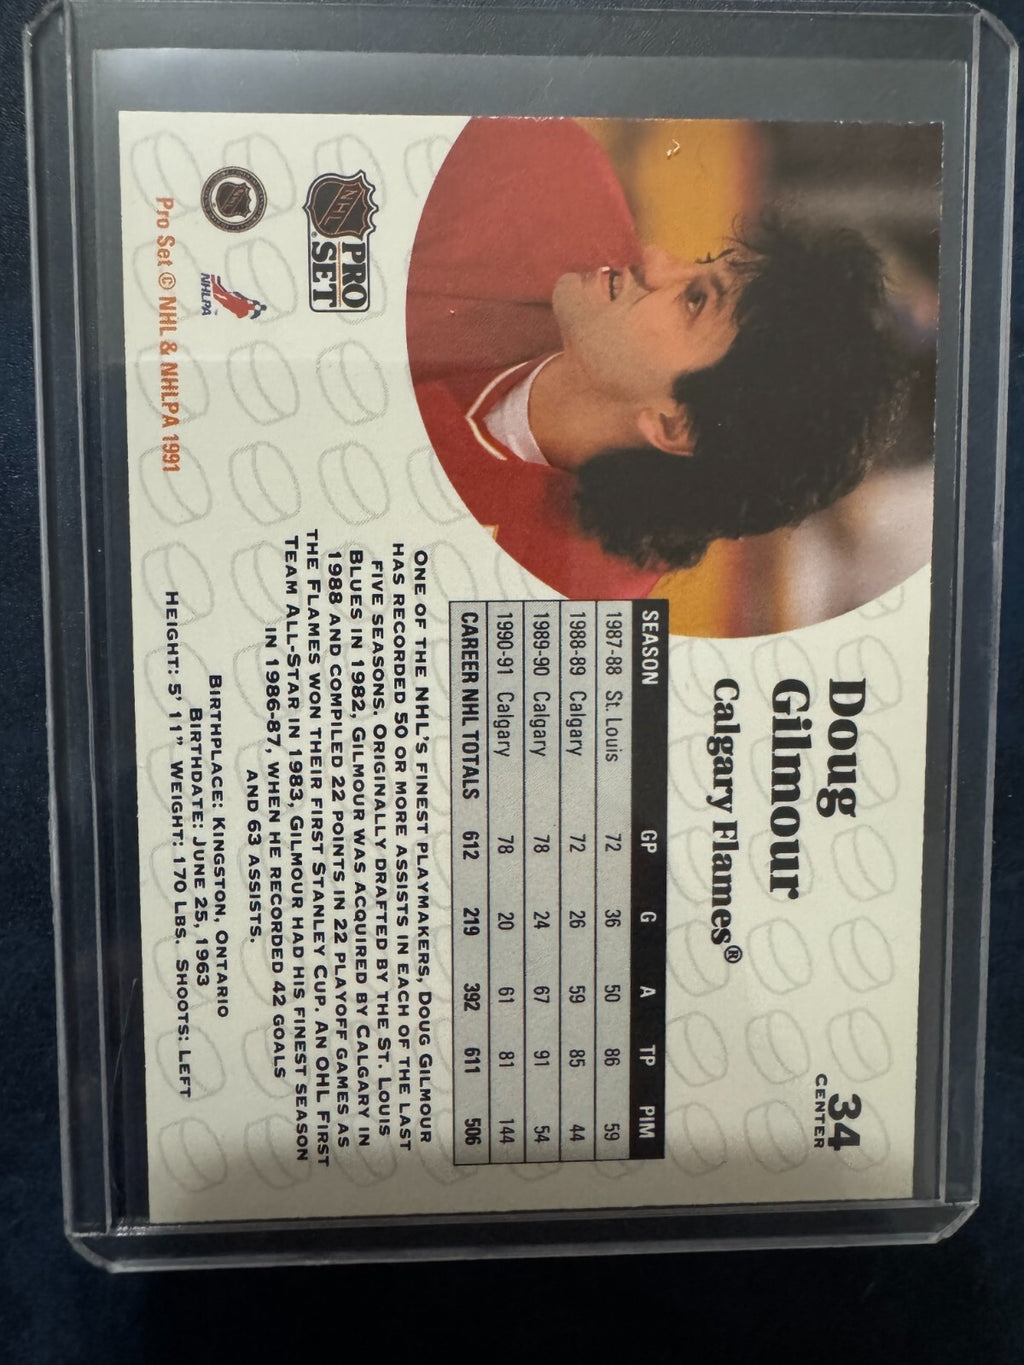 Doug
Gilmour
Calgary Flames®
34
CENTER
SEASON GP G A TP PIM
1987-88 St. Louis 72 36 50 86 59
1988-89 Calgary 72 26 59 85 44
1989-90 Calgary 78 24 67 91 54
1990-91 Calgary 78 20 61 81 144
CAREER NHL TOTALS 612 219 392 611 506
ONE OF THE NHL'S FINEST PLAYMAKERS, DOUG GILMOUR
HAS RECORDED 50 OR MORE ASSISTS IN EACH OF THE LAST
FIVE SEASONS. ORIGINALLY DRAFTED BY THE ST. LOUIS
BLUES IN 1982, GILMOUR WAS ACQUIRED BY CALGARY IN
1988 AND COMPILED 22 POINTS IN 22 PLAYOFF GAMES AS
THE FLAMES WON THEIR FIRST STANLEY CUP. AN OHL FIRST
TEAM ALL-STAR IN 1983, GILMOUR HAD HIS FINEST SEASON
IN 1986-87, WHEN HE RECORDED 42 GOALS
AND 63 ASSISTS.
BIRTHPLACE: KINGSTON, ONTARIO
BIRTHDATE: JUNE 25, 1963
HEIGHT: 5' 11" WEIGHT: 170 LBS. SHOOTS: LEFT
NHL PRO
SET®
NHL
NHLPA
Pro Set © NHL & NHLPA 1991